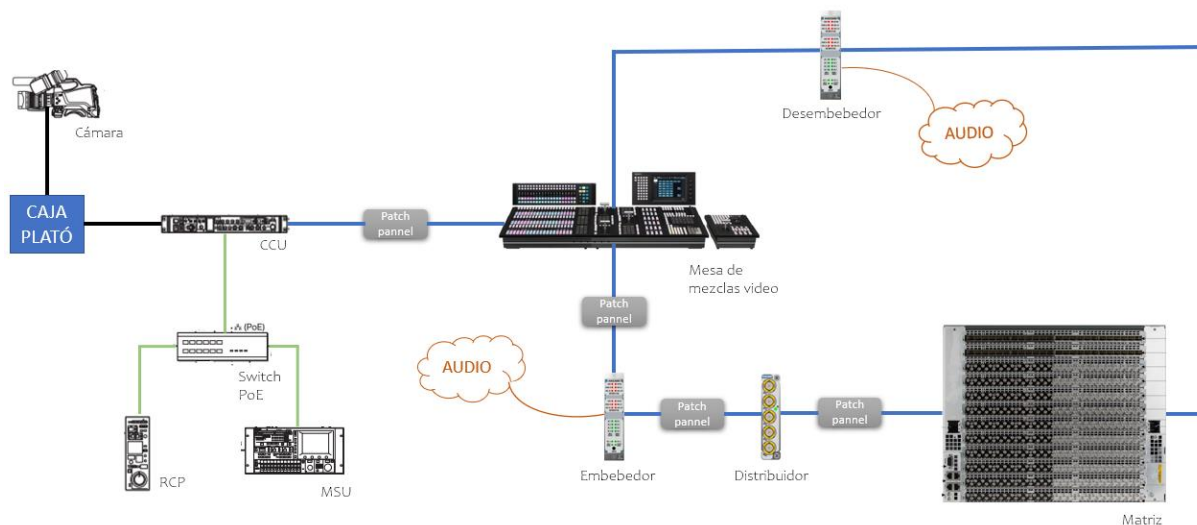 Cámara
CAJA
PLATÓ
CCU
Patch
pannel
Mesa de
mezclas video
Desembebedor
AUDIO
(PoE)
Switch
PoE
RCP
MSU
Patch
pannel
AUDIO
Embebedor
Patch
pannel
Distribuidor
Patch
pannel
Matriz